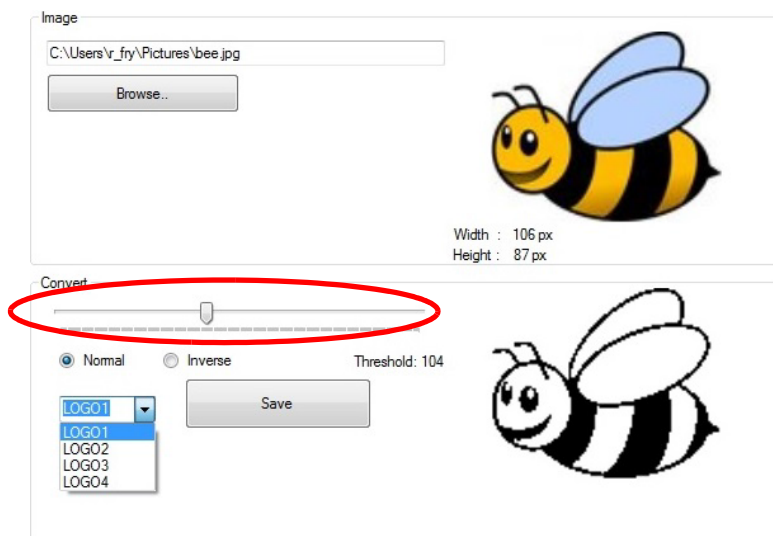 Image
C:\Users\r_fry\Pictures\bee.jpg
Browse..
Width : 106 px
Height : 87 px
Convert
Normal Inverse Threshold: 104
LOGO1 Save
LOGO1
LOGO2
LOGO3
LOGO4